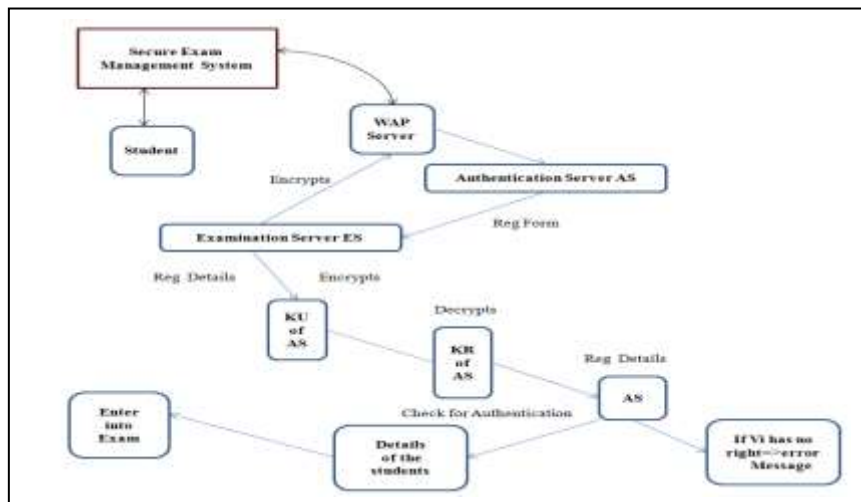 Secure Exam
Management System
WAP
Server
Student
Encrypts
Authentication Server AS
Reg Form
Examination Server ES
Reg Details
Encrypts
KU
of
AS
Decrypts
KR
of
AS
Reg Details
AS
Enter
into
Exam
Check for Authentication
Details
of the
students
If Vi has no
right=>error
Message